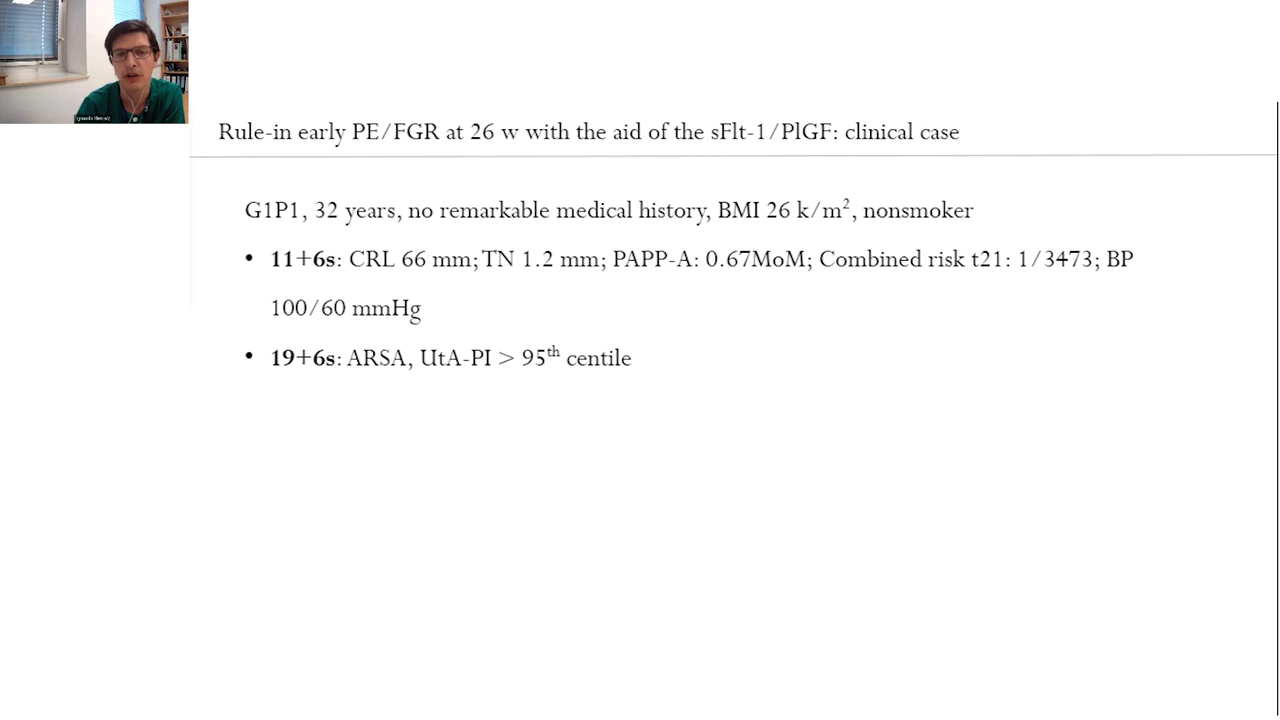 Rule-in early PE/FGR at 26 w with the aid of the sFlt-1/PlGF: clinical case
G1P1, 32 years, no remarkable medical history, BMI 26 k/m², nonsmoker
• 11+6s: CRL 66 mm; TN 1.2 mm; PAPP-A: 0.67MoM; Combined risk t21: 1/3473; BP
100/60 mmHg
• 19+6s: ARSA, UtA-PI > 95th centile